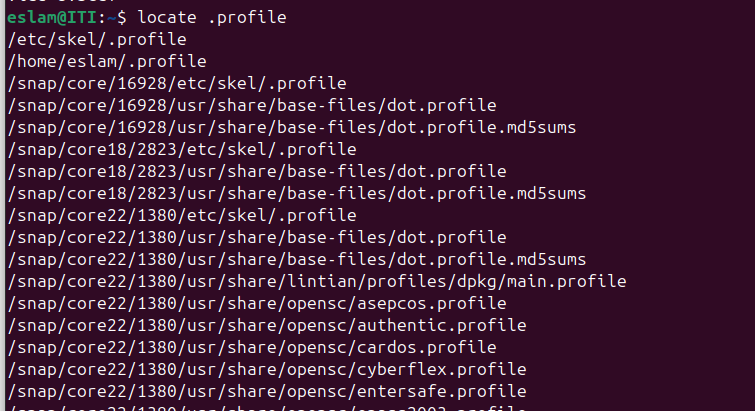 eslam@ITI:~$ locate .profile
/etc/skel/.profile
/home/eslam/.profile
/snap/core/16928/etc/skel/.profile
/snap/core/16928/usr/share/base-files/dot.profile
/snap/core/16928/usr/share/base-files/dot.profile.md5sums
/snap/core18/2823/etc/skel/.profile
/snap/core18/2823/usr/share/base-files/dot.profile
/snap/core18/2823/usr/share/base-files/dot.profile.md5sums
/snap/core22/1380/etc/skel/.profile
/snap/core22/1380/usr/share/base-files/dot.profile
/snap/core22/1380/usr/share/base-files/dot.profile.md5sums
/snap/core22/1380/usr/share/lintian/profiles/dpkg/main.profile
/snap/core22/1380/usr/share/opensc/asepcos.profile
/snap/core22/1380/usr/share/opensc/authentic.profile
/snap/core22/1380/usr/share/opensc/cardos.profile
/snap/core22/1380/usr/share/opensc/cyberflex.profile
/snap/core22/1380/usr/share/opensc/entersafe.profile